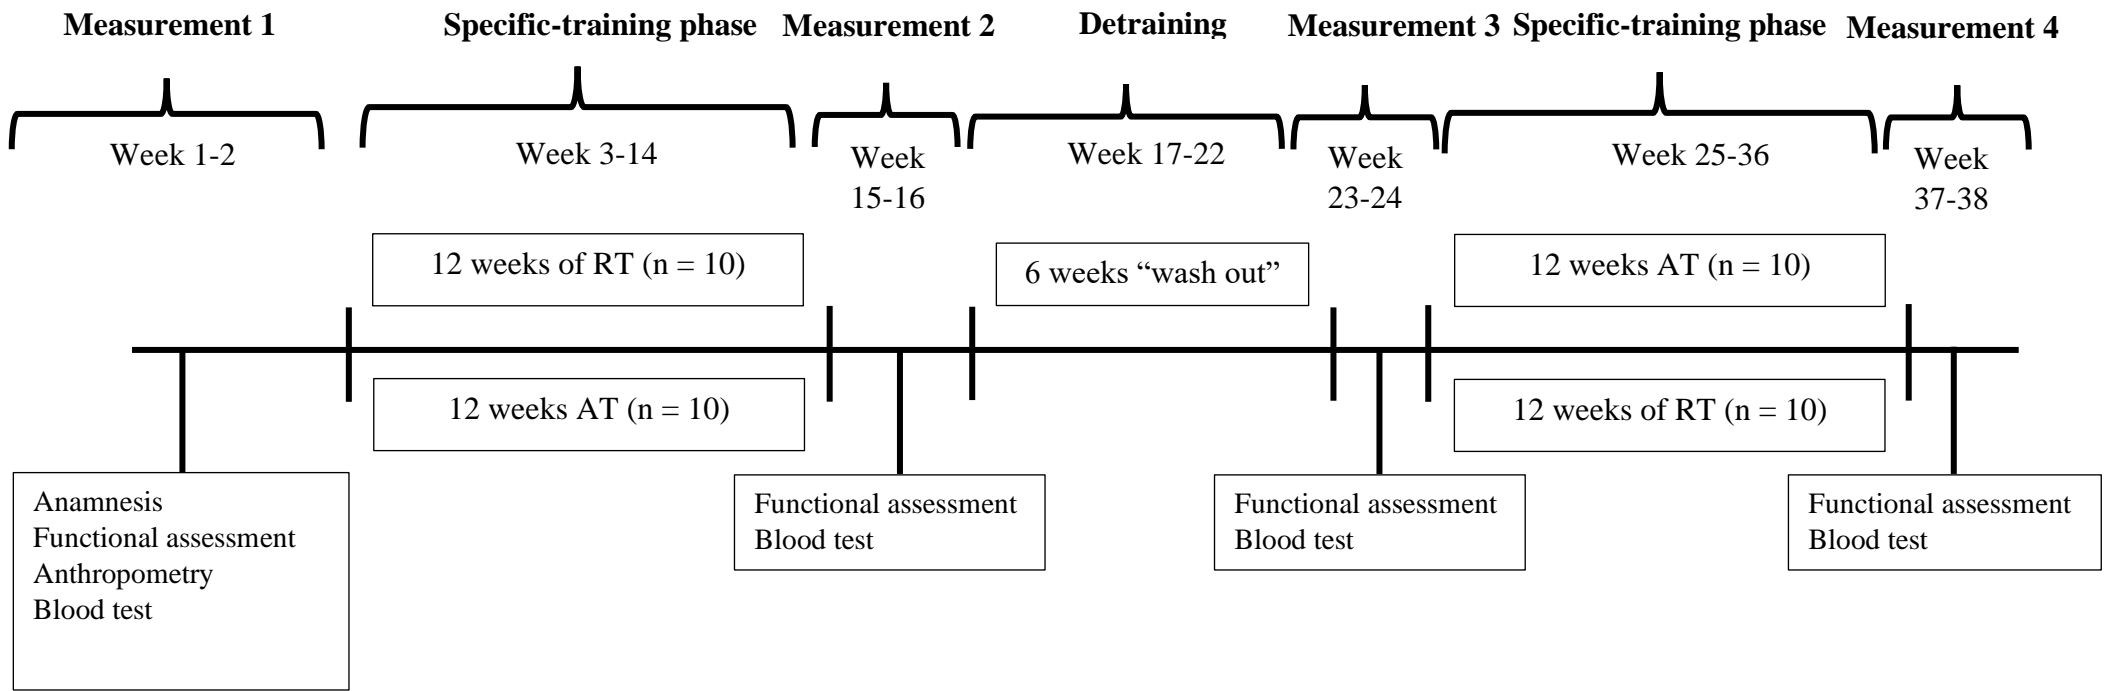 Measurement 1
Specific-training phase
Measurement 2
Detraining
Measurement 3
Specific-training phase
Measurement 4
Week 1-2
Week 3-14
Week
15-16
Week 17-22
Week
23-24
Week 25-36
Week
37-38
12 weeks of RT (n = 10)
6 weeks “wash out”
12 weeks AT (n = 10)
12 weeks AT (n = 10)
12 weeks of RT (n = 10)
Anamnesis
Functional assessment
Anthropometry
Blood test
Functional assessment
Blood test
Functional assessment
Blood test
Functional assessment
Blood test